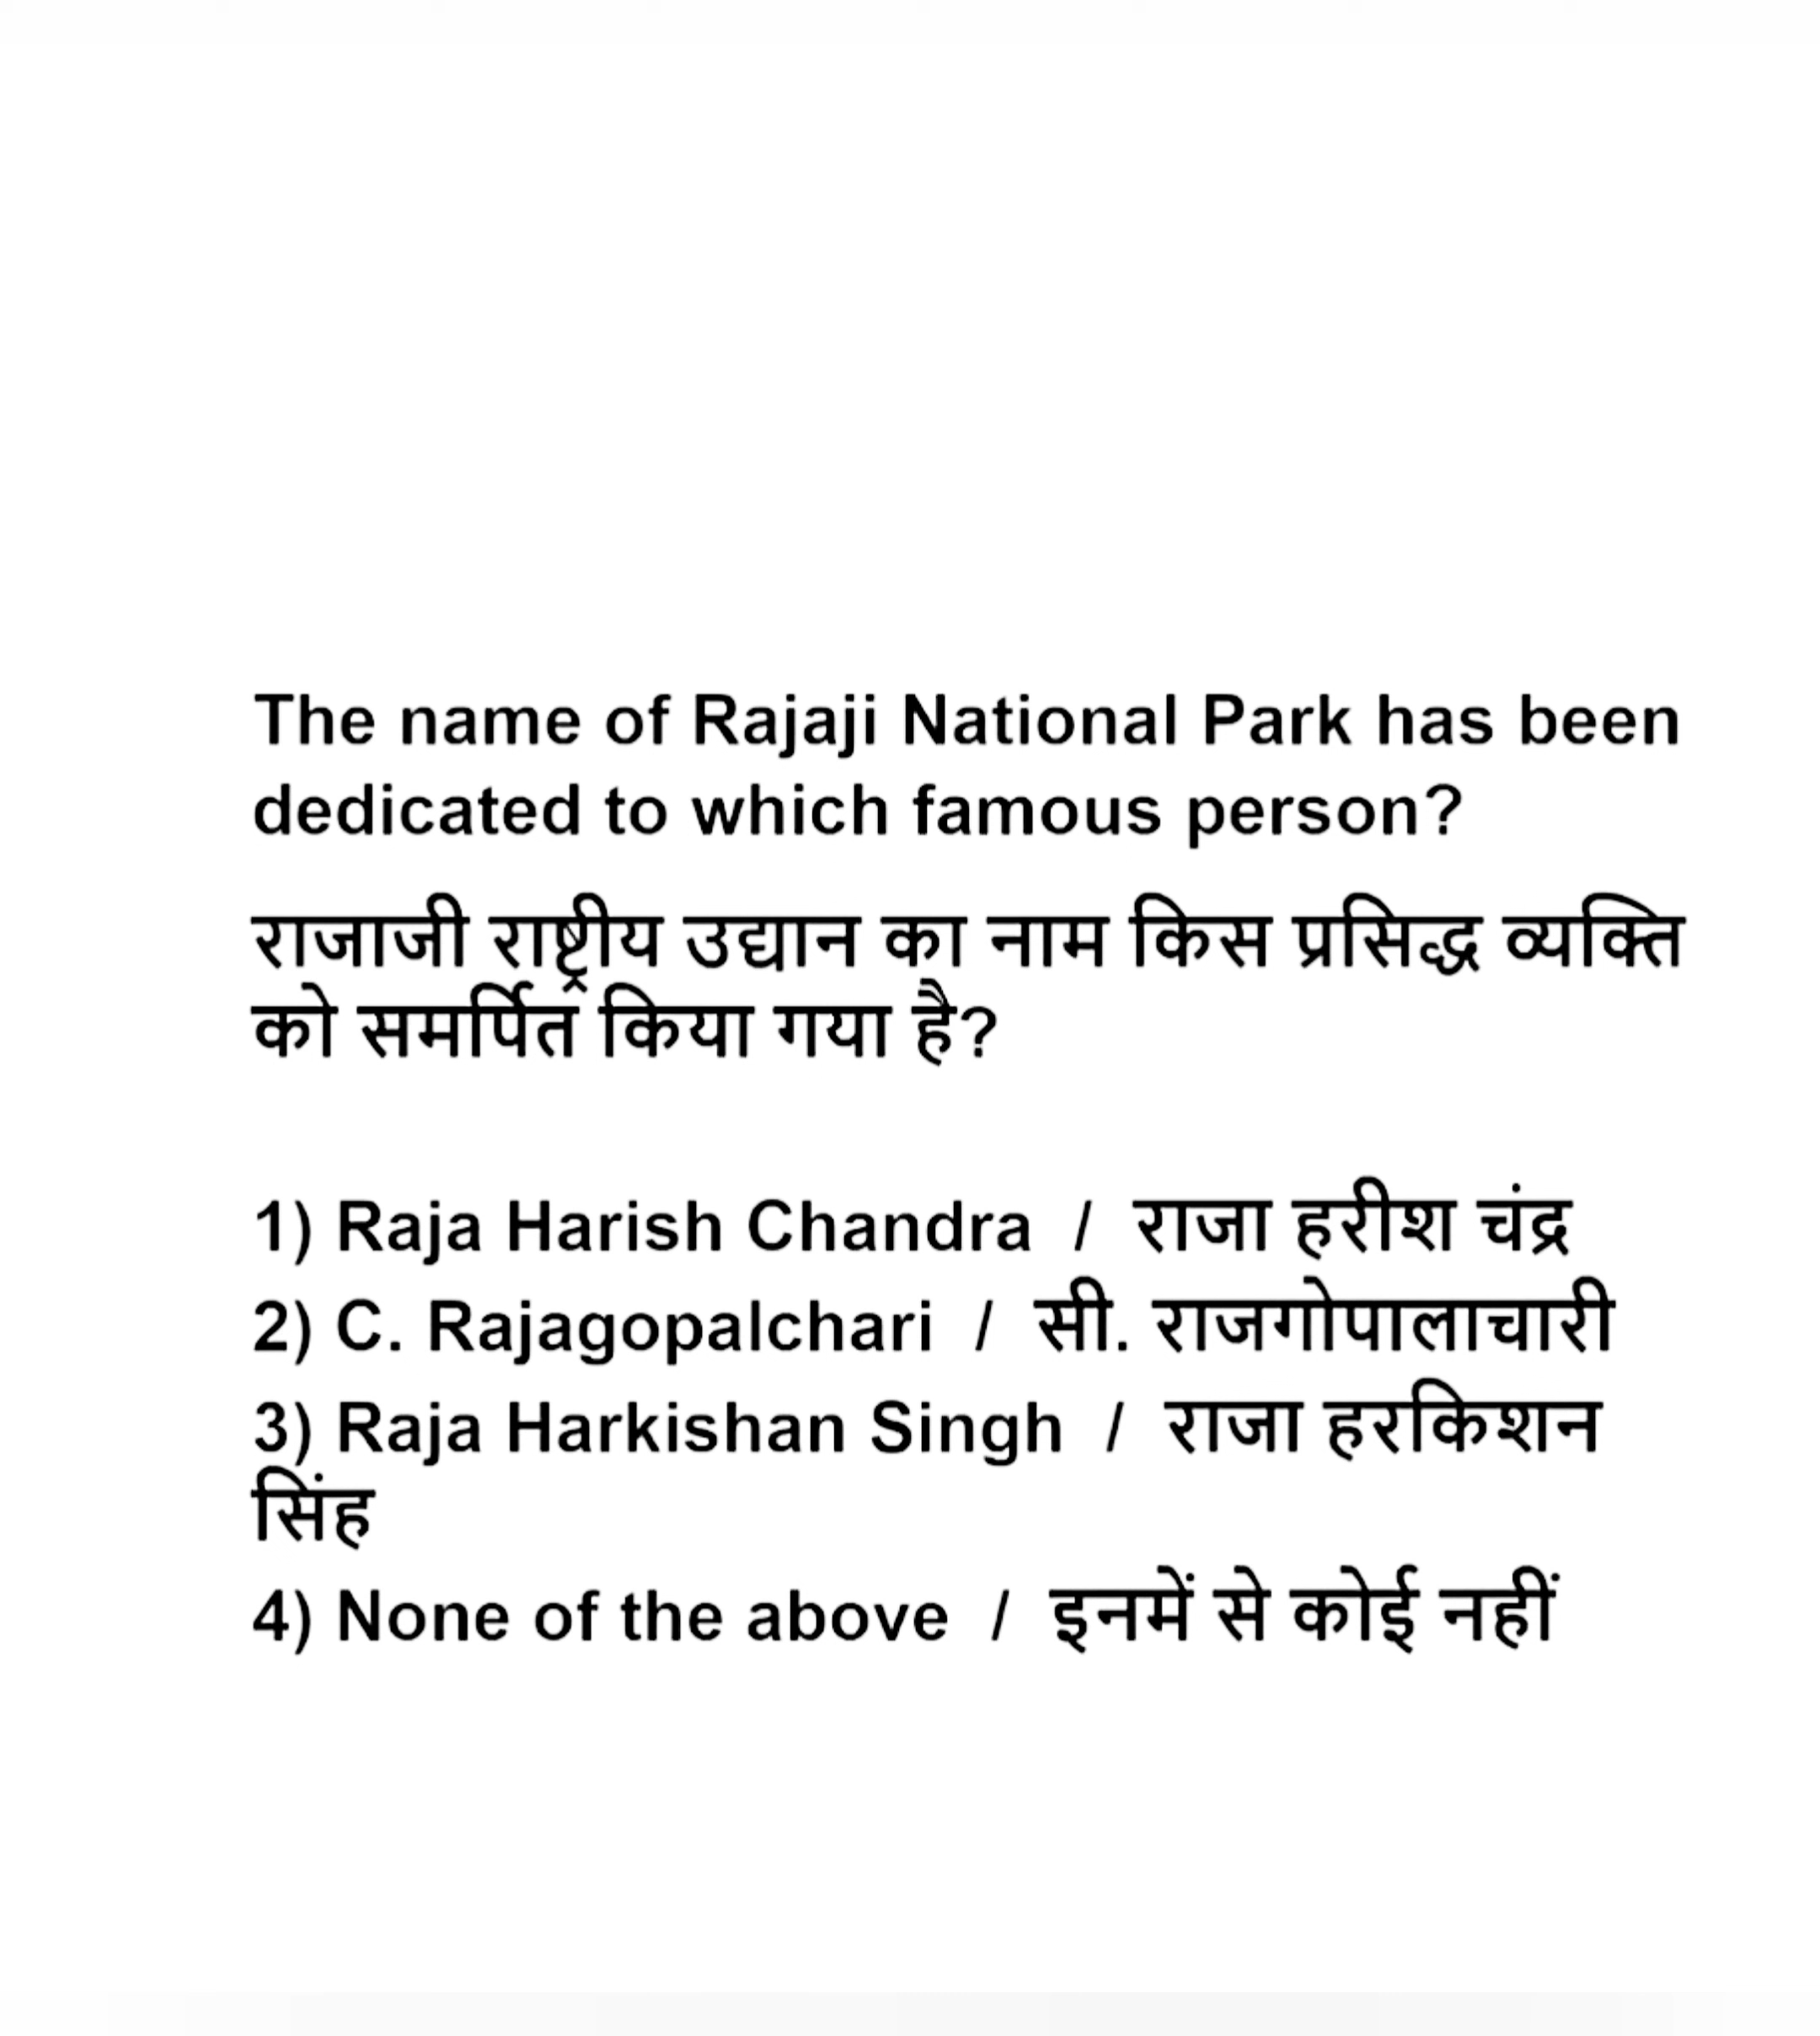 The name of Rajaji National Park has been
dedicated to which famous person?
राजाजी राष्ट्रीय उद्यान का नाम किस प्रसिद्ध व्यक्ति
को समर्पित किया गया है?
1) Raja Harish Chandra / राजा हरीश चंद्र
2) C. Rajagopalchari / सी. राजगोपालाचारी
3) Raja Harkishan Singh / राजा हरकिशन
सिंह
4) None of the above / इनमें से कोई नहीं